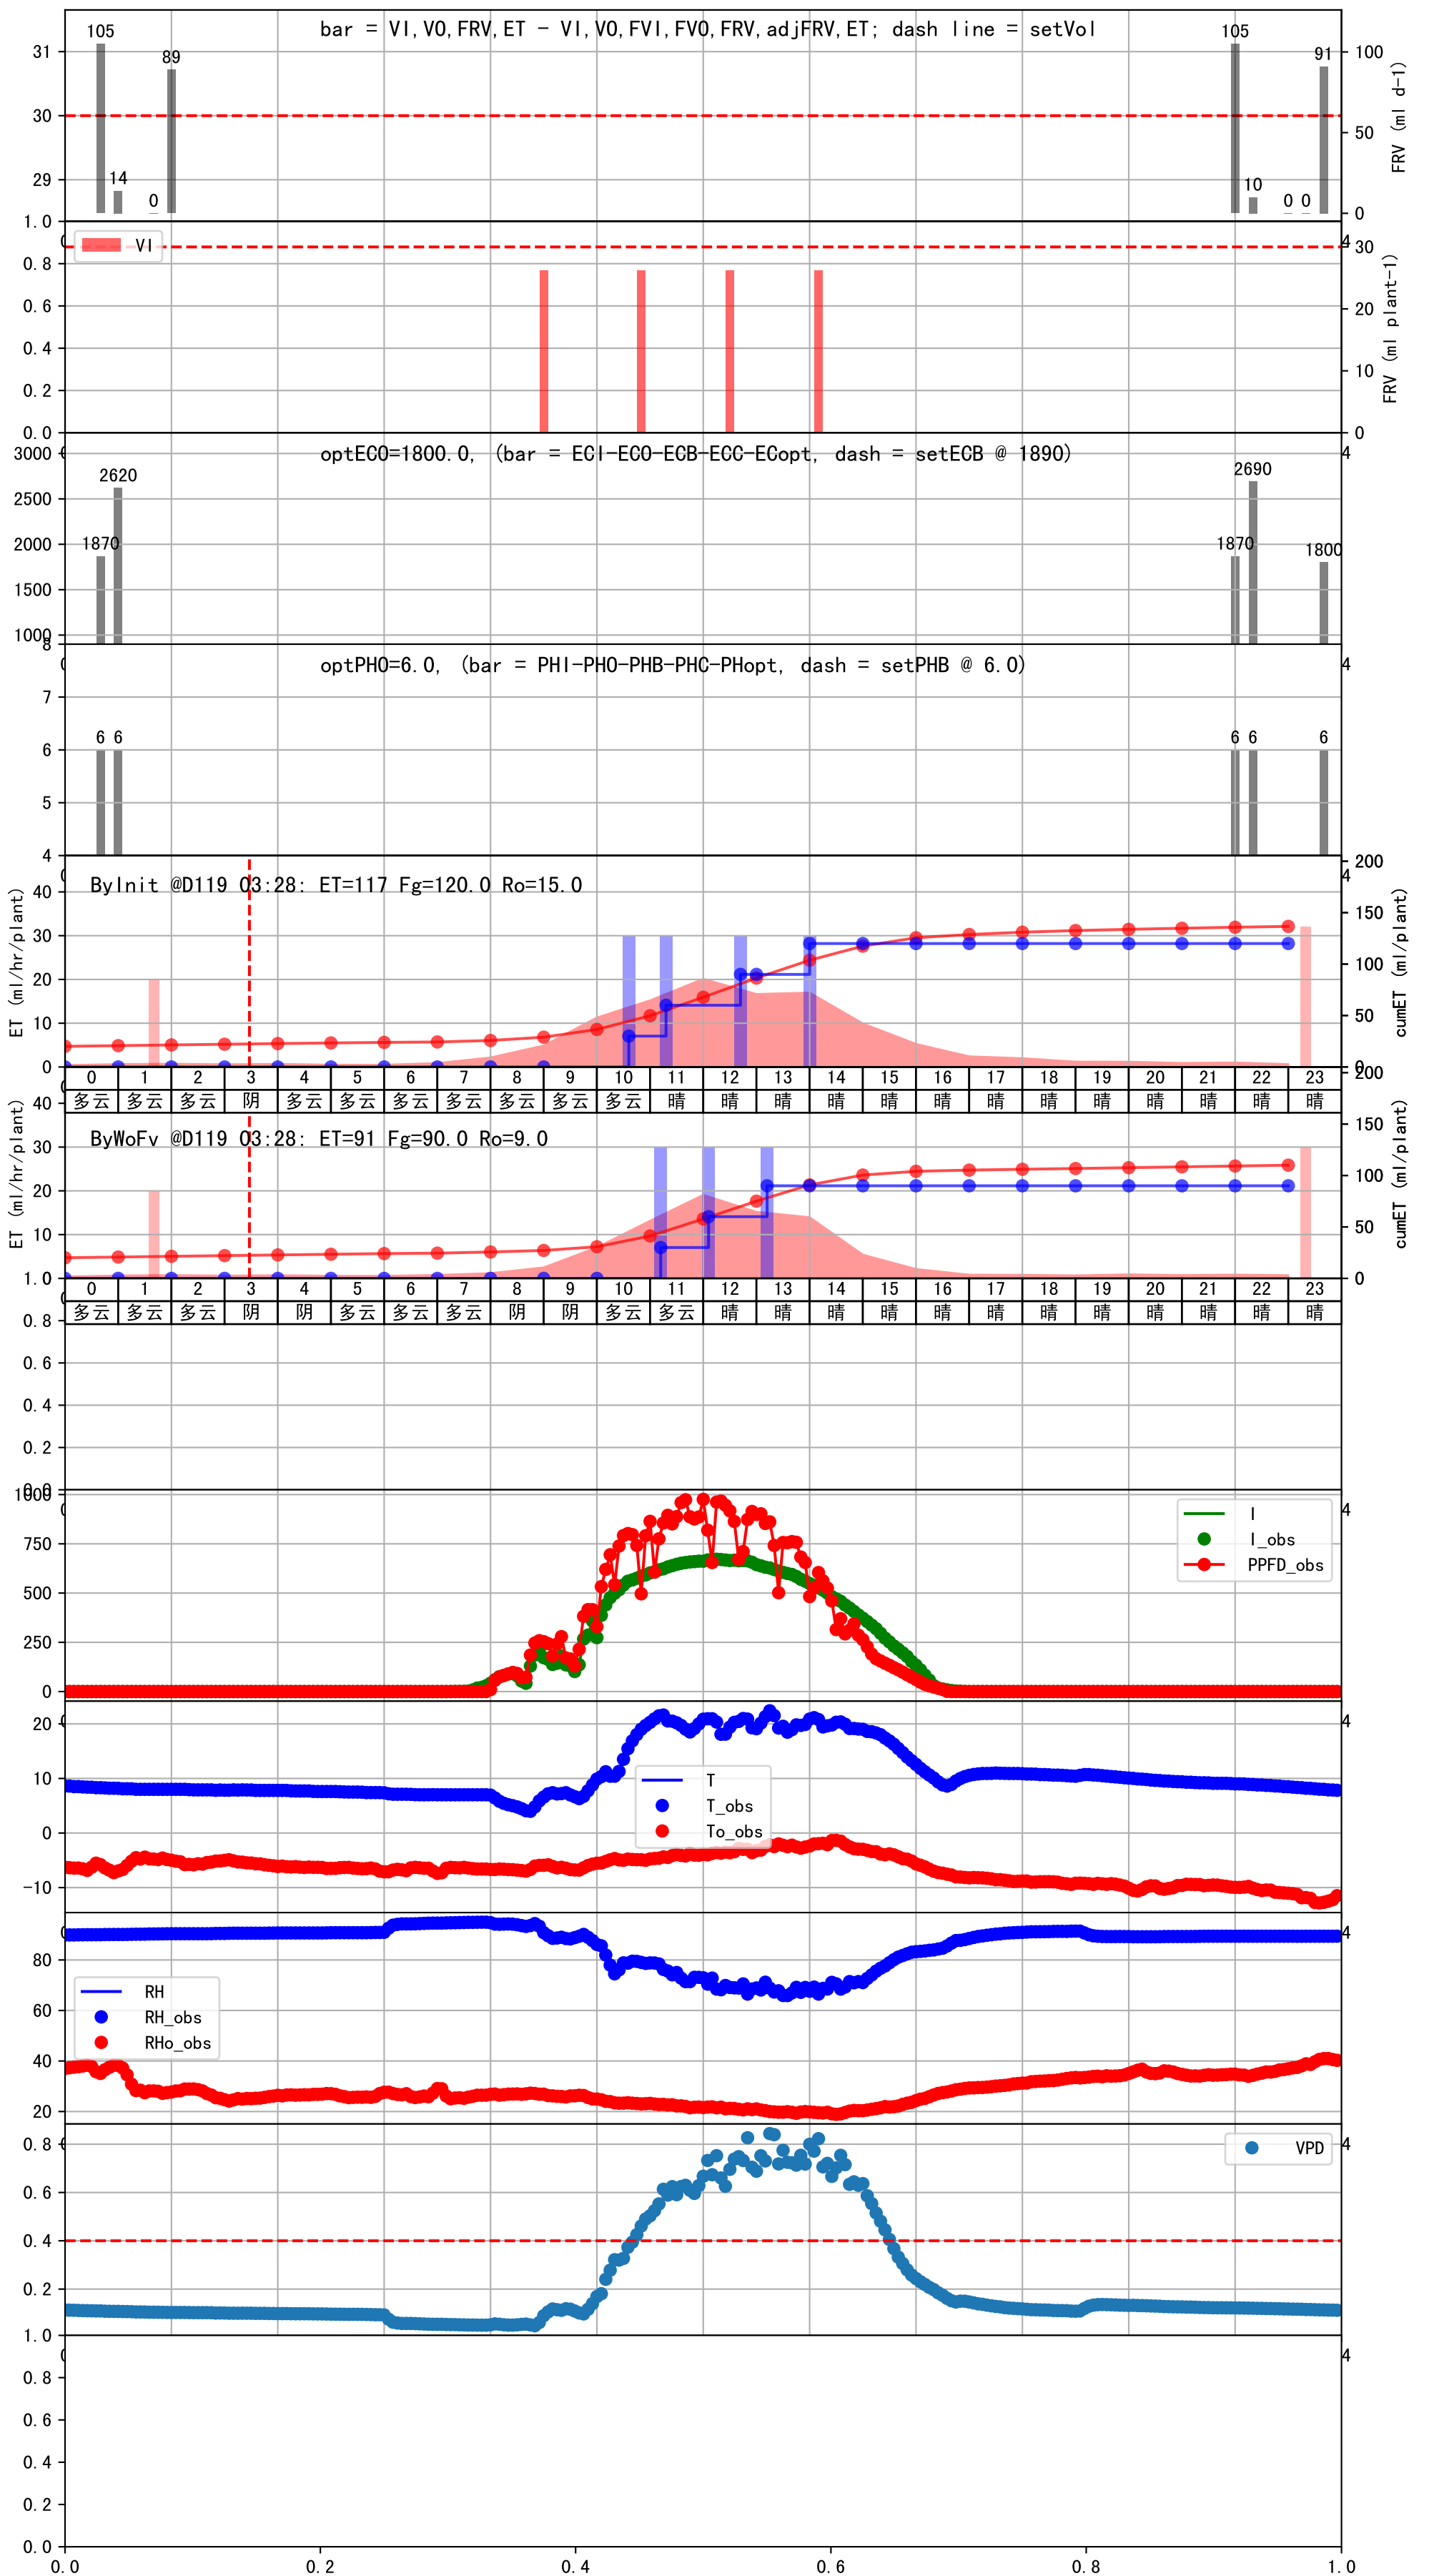 bar = VI,VO,FRV,ET - VI,VO,FVI,FVO,FRV,adjFRV,ET; dash line = setVol
105 14 0 89 105 10 0 0 91
31 30 29
100 50 0
FRV (ml d-1)
VI
1.0 0.8 0.6 0.4 0.2 0.0
30 20 10 0
FRV (ml plant-1)
optECO=1800.0, (bar = ECI-ECO-ECB-ECC-ECopt, dash = setECB @ 1890)
3000 2500 2000 1500 1000
1870 2620 1870 2690 1800
optPHO=6.0, (bar = PHI-PHO-PHB-PHC-PHopt, dash = setPHB @ 6.0)
8 7 6 5 4
6 6 6 6 6
ByInit @D119 03:28: ET=117 Fg=120.0 Ro=15.0
ET (ml/hr/plant)
40 30 20 10 0
200 150 100 50 0
cumET (ml/plant)
0 1 2 3 4 5 6 7 8 9 10 11 12 13 14 15 16 17 18 19 20 21 22 23
多云 多云 多云 阴 多云 多云 多云 多云 多云 多云 多云 晴 晴 晴 晴 晴 晴 晴 晴 晴 晴 晴 晴 晴
ByWoFv @D119 03:28: ET=91 Fg=90.0 Ro=9.0
ET (ml/hr/plant)
40 30 20 10
200 150 100 50 0
cumET (ml/plant)
0 1 2 3 4 5 6 7 8 9 10 11 12 13 14 15 16 17 18 19 20 21 22 23
多云 多云 多云 阴 阴 多云 多云 多云 阴 阴 多云 多云 晴 晴 晴 晴 晴 晴 晴 晴 晴 晴 晴 晴
1.0 0.8 0.6 0.4 0.2
1000 750 500 250 0
I
I_obs
PPFD_obs
20 10 0 -10
T
T_obs
To_obs
80 60 40 20
RH
RH_obs
RHo_obs
0.8 0.6 0.4 0.2
VPD
1.0 0.8 0.6 0.4 0.2 0.0
0.0 0.2 0.4 0.6 0.8 1.0